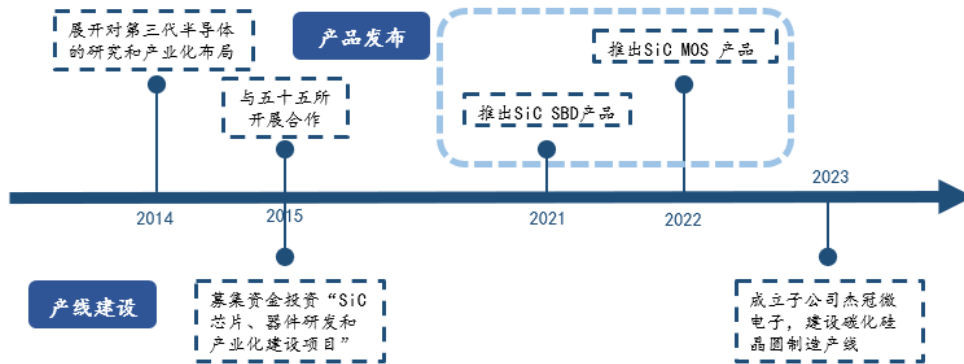 展开对第三代半导体
的研究和产业化布局
产品发布
推出SiC MOS 产品
与五十五所
开展合作
推出SiC SBD产品
2014
2015
2021
2022
2023
产线建设
募集资金投资“SiC
芯片、器件研发和
产业化建设项目”
成立子公司杰冠微
电子，建设碳化硅
晶圆制造产线